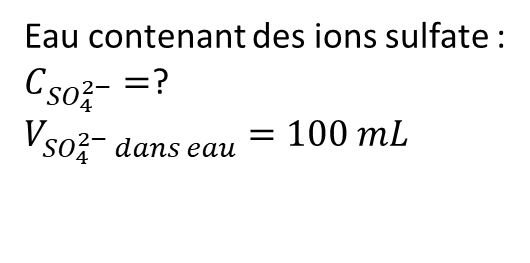 Eau contenant des ions sulfate :
C_{SO_4^{2-}} =?
V_{SO_4^{2-} dans eau} = 100 mL